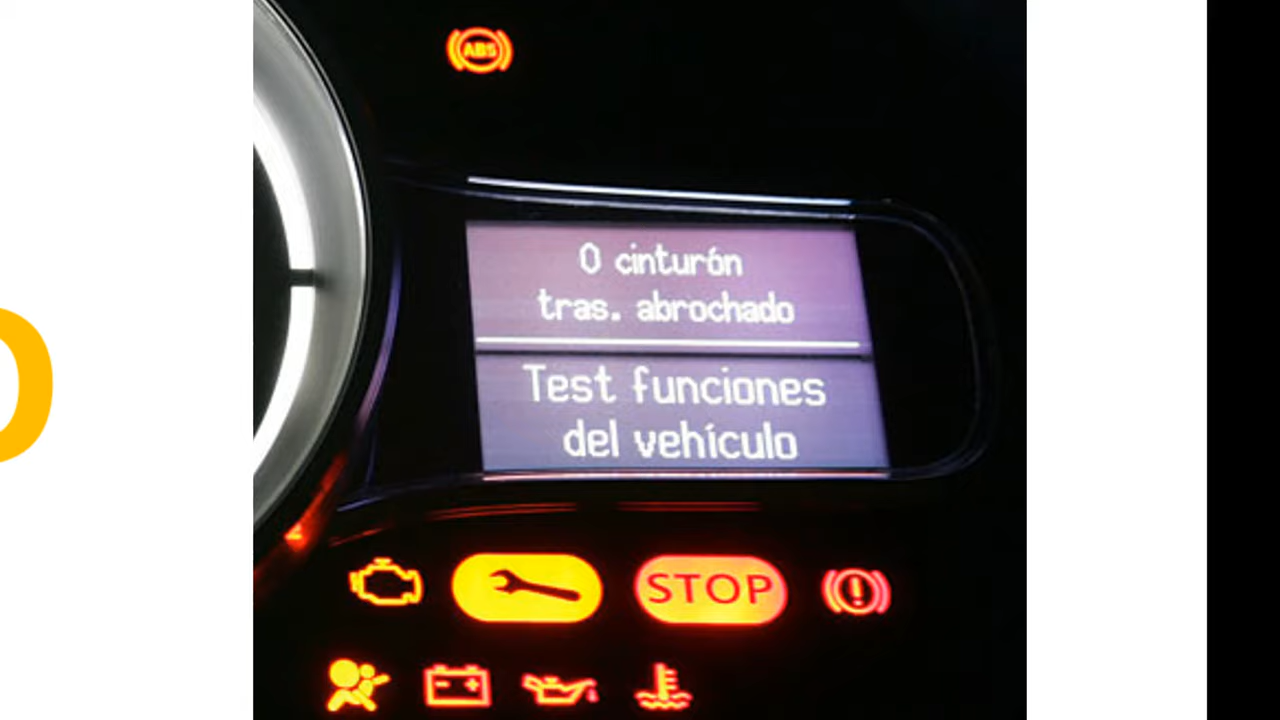 ABS
0 cinturón
tras. abrochado
Test funciones
del vehículo
STOP